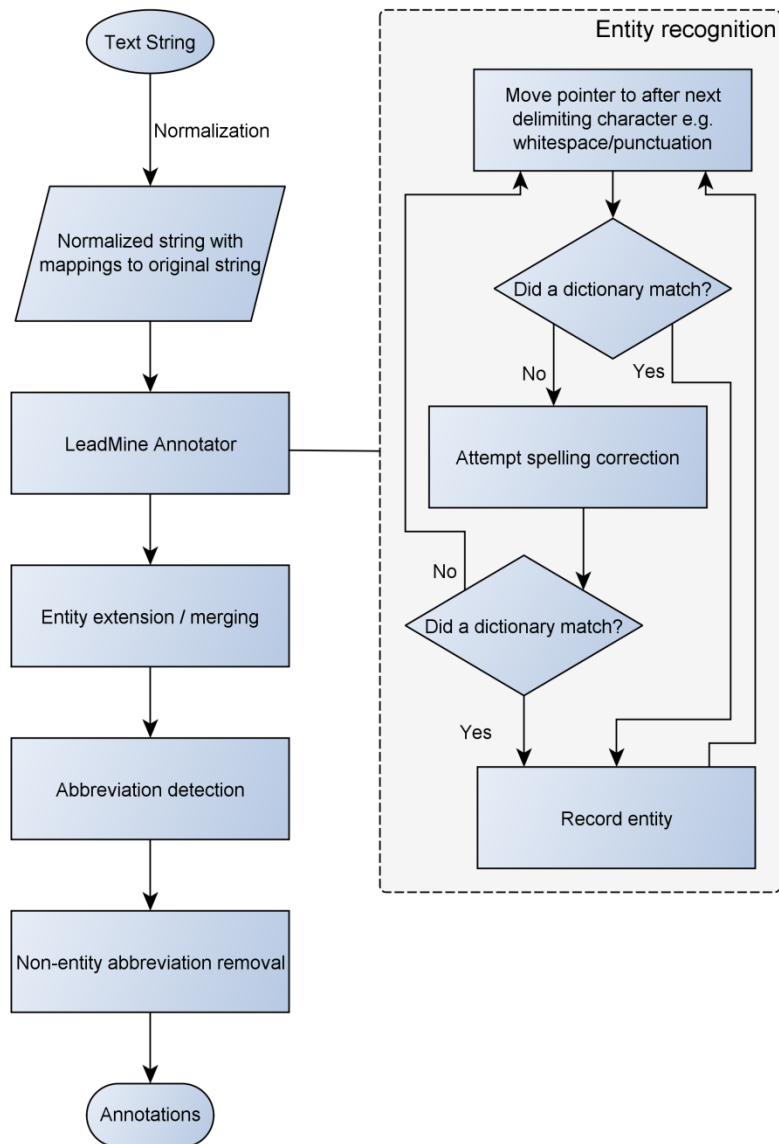 Text String
Normalization
Normalized string with
mappings to original string
LeadMine Annotator
Entity extension / merging
Abbreviation detection
Non-entity abbreviation removal
Annotations
Entity recognition
Move pointer to after next
delimiting character e.g.
whitespace/punctuation
Did a dictionary match?
No
Yes
Attempt spelling correction
No
Did a dictionary match?
Yes
Record entity